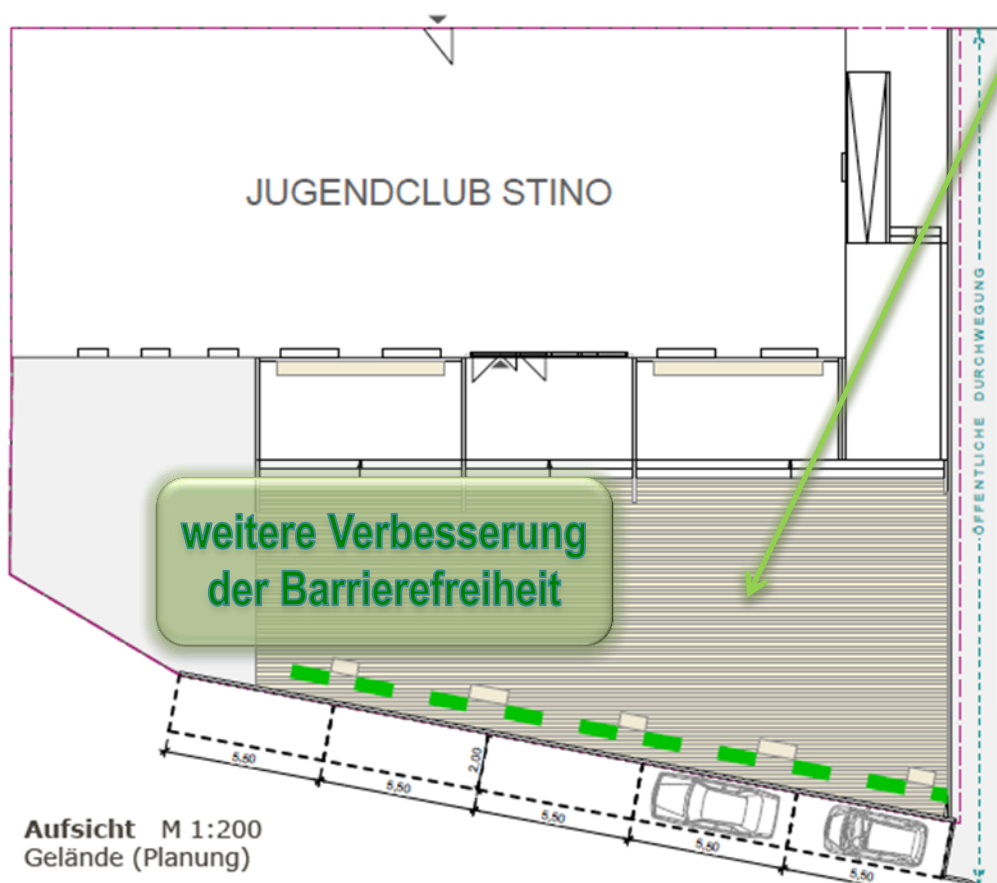 JUGENDCLUB STINO
ÖFFENTLICHE DURCHWEGUNG
weitere Verbesserung
der Barrierefreiheit
5,50
5,50
2,00
5,50
5,50
5,50
Aufsicht M 1:200
Gelände (Planung)